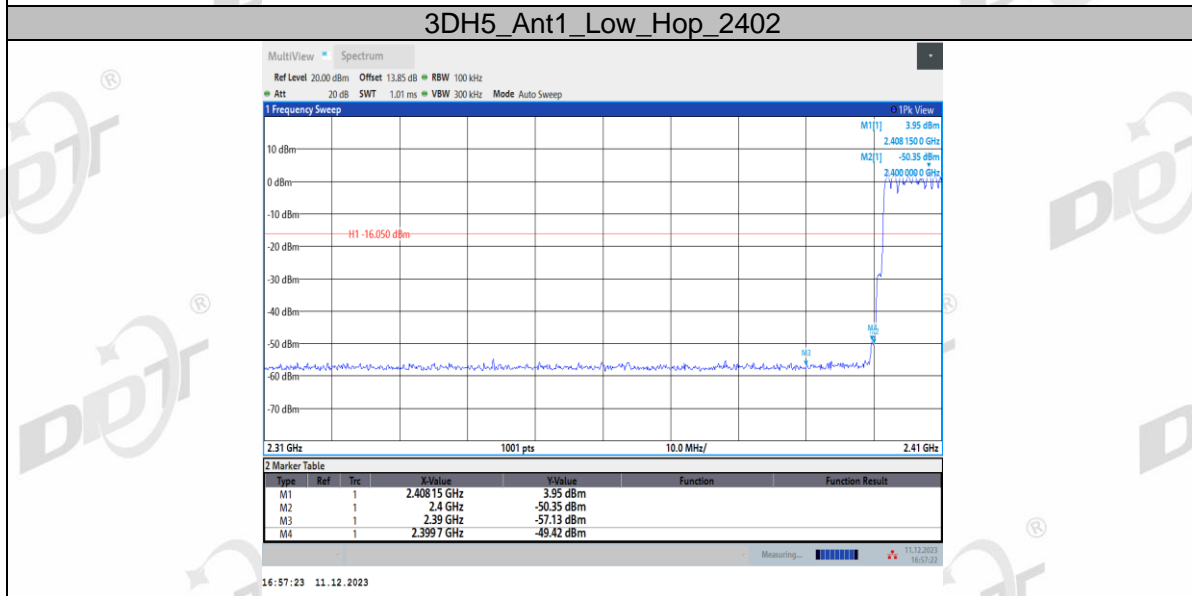 3DH5_Ant1_Low_Hop_2402
MultiView Spectrum
Ref Level 20.00 dBm Offset 13.85 dB RBW 100 kHz
Att 20 dB SWT 1.01 ms VBW 300 kHz Mode Auto Sweep
1 Frequency Sweep 1Pk View
M1[1] 3.95 dBm
2.408 150 0 GHz
M2[1] -50.35 dBm
2.400 000 0 GHz
10 dBm
0 dBm
-10 dBm
H1 -16.050 dBm
-20 dBm
-30 dBm
-40 dBm
-50 dBm
M3
-60 dBm
-70 dBm
2.31 GHz 1001 pts 10.0 MHz/ 2.41 GHz
2 Marker Table
Type Ref Trc X-Value Y-Value Function Function Result
M1 1 2.40815 GHz 3.95 dBm
M2 1 2.4 GHz -50.35 dBm
M3 1 2.39 GHz -57.13 dBm
M4 1 2.3997 GHz -49.42 dBm
Measuring... 11.12.2023
16:57:22
16:57:23 11.12.2023
DDT
DDT
DDT
®
®
®
®